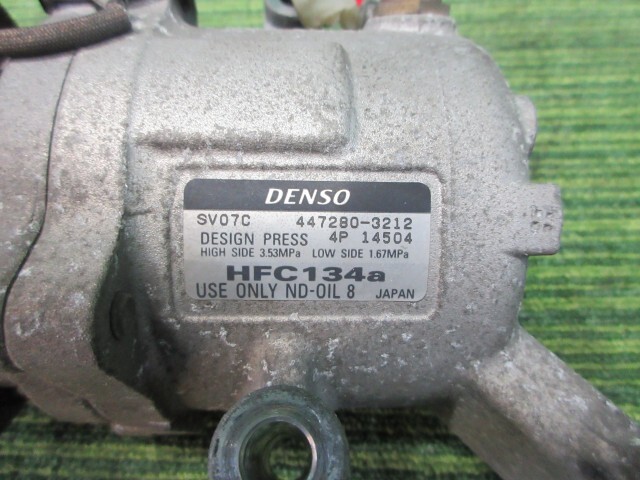 DENSO
SV07C 447280-3212
DESIGN PRESS 4P 14504
HIGH SIDE 3.53MPa LOW SIDE 1.67MPa
HFC134a
USE ONLY ND-OIL 8 JAPAN